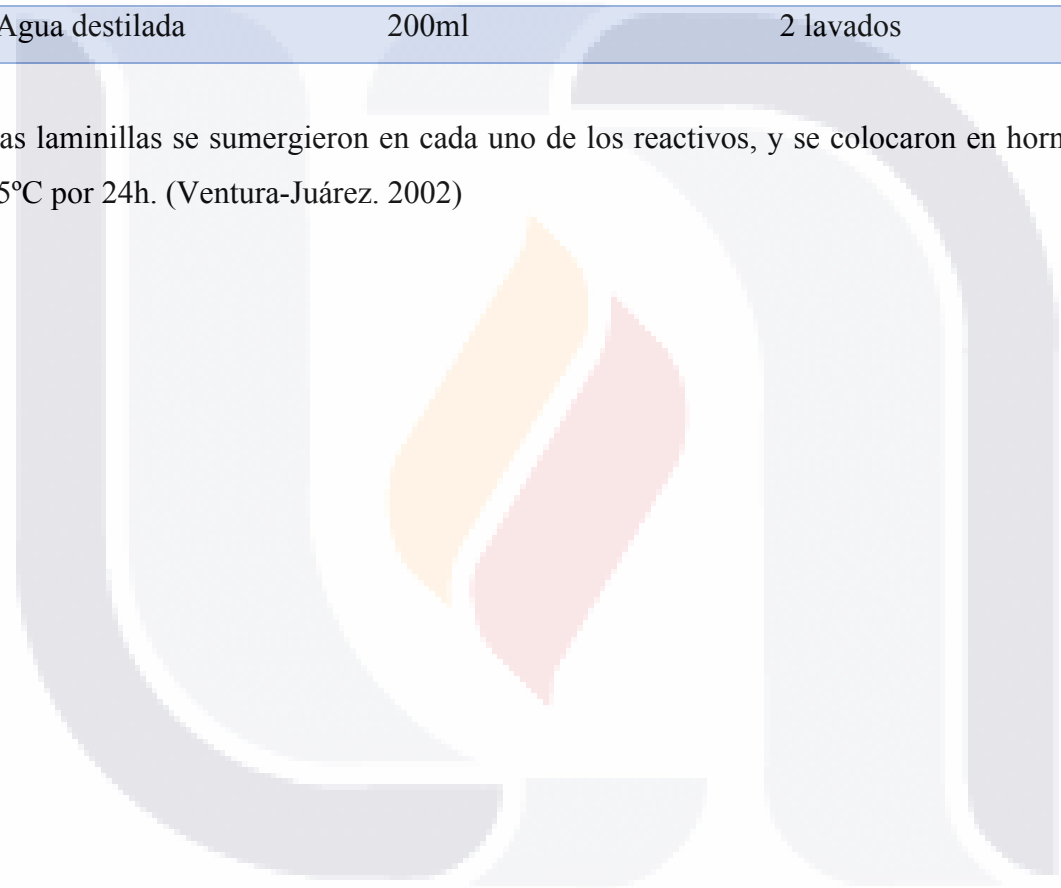 Agua destilada 200ml 2 lavados
as laminillas se sumergieron en cada uno de los reactivos, y se colocaron en horn
5ºC por 24h. (Ventura-Juárez. 2002)